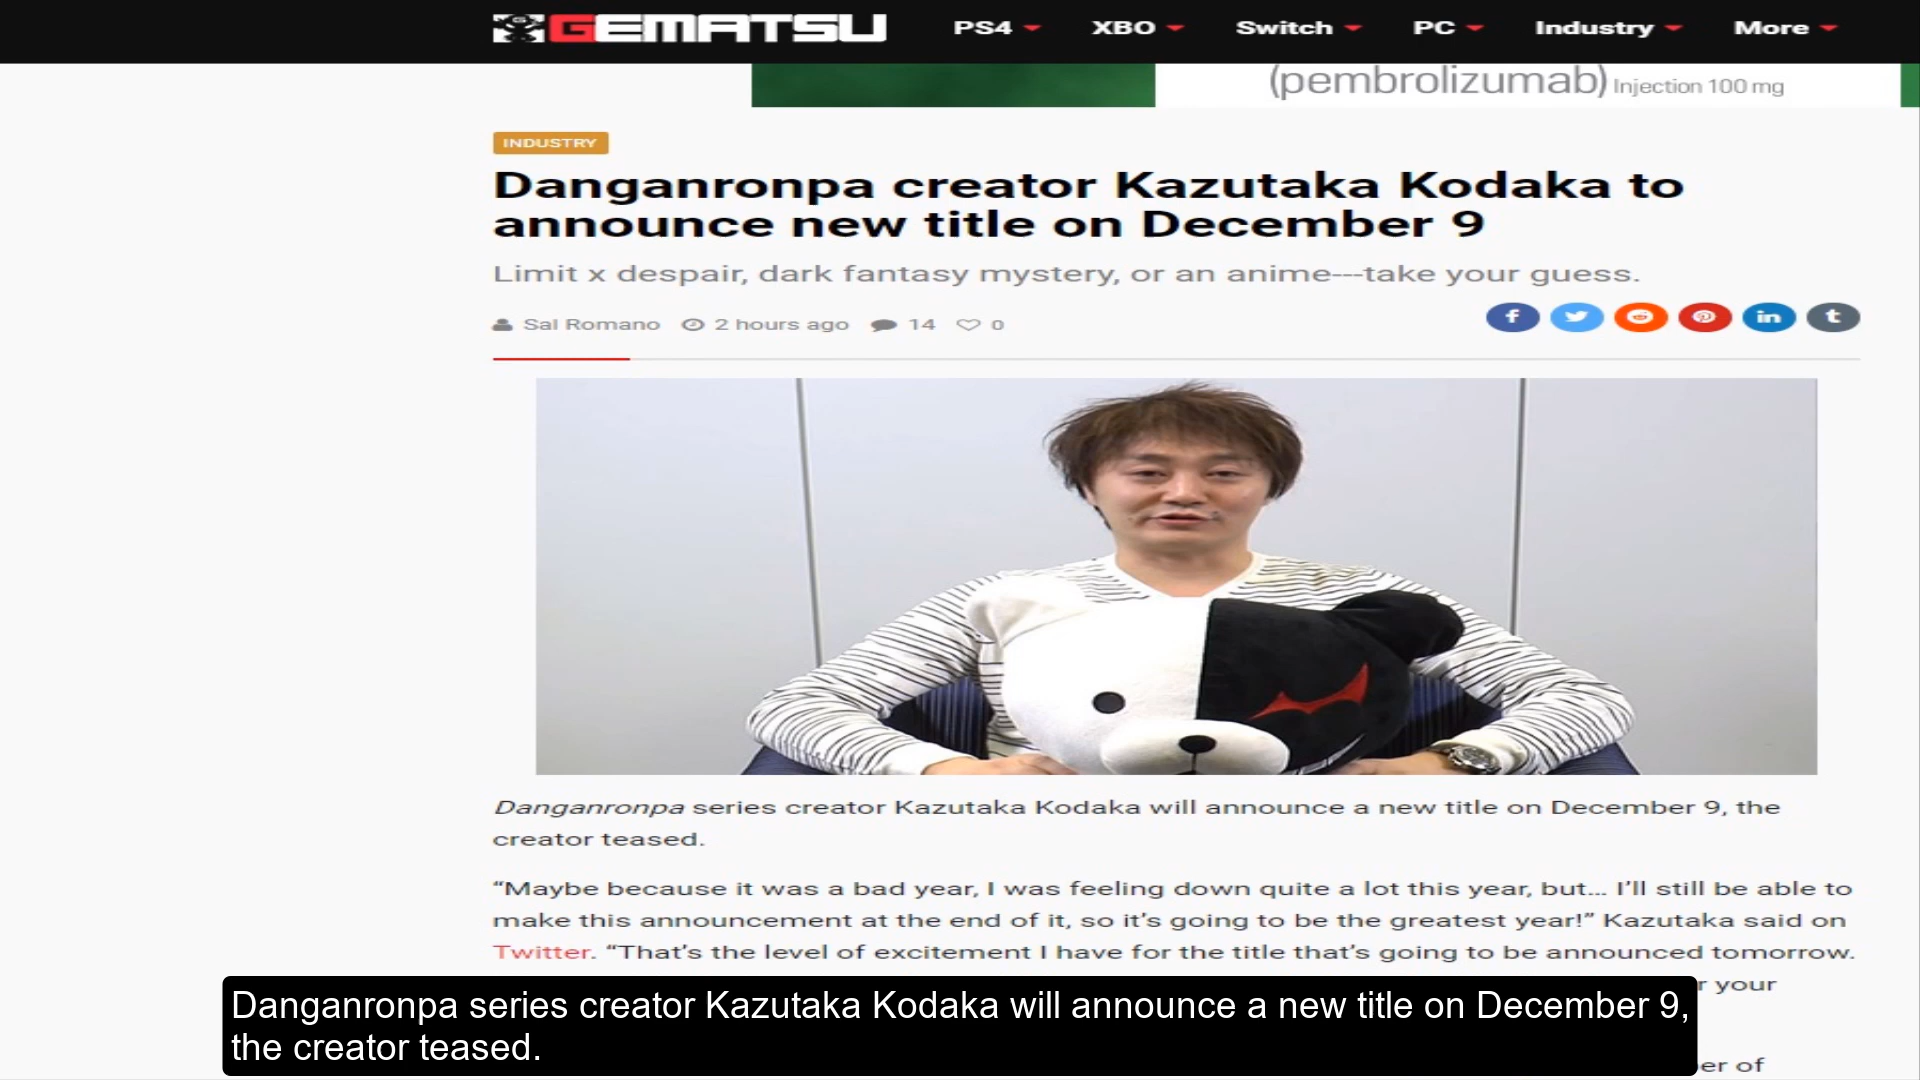 GEMATSU PS4 XBO Switch PC Industry More
(pembrolizumab) Injection 100 mg
INDUSTRY
Danganronpa creator Kazutaka Kodaka to
announce new title on December 9
Limit x despair, dark fantasy mystery, or an anime---take your guess.
Sal Romano 2 hours ago 14 0
Danganronpa series creator Kazutaka Kodaka will announce a new title on December 9, the
creator teased.
“Maybe because it was a bad year, I was feeling down quite a lot this year, but… I’ll still be able to
make this announcement at the end of it, so it’s going to be the greatest year!” Kazutaka said on
Twitter. “That’s the level of excitement I have for the title that’s going to be announced tomorrow.
your
Danganronpa series creator Kazutaka Kodaka will announce a new title on December 9,
the creator teased.
of